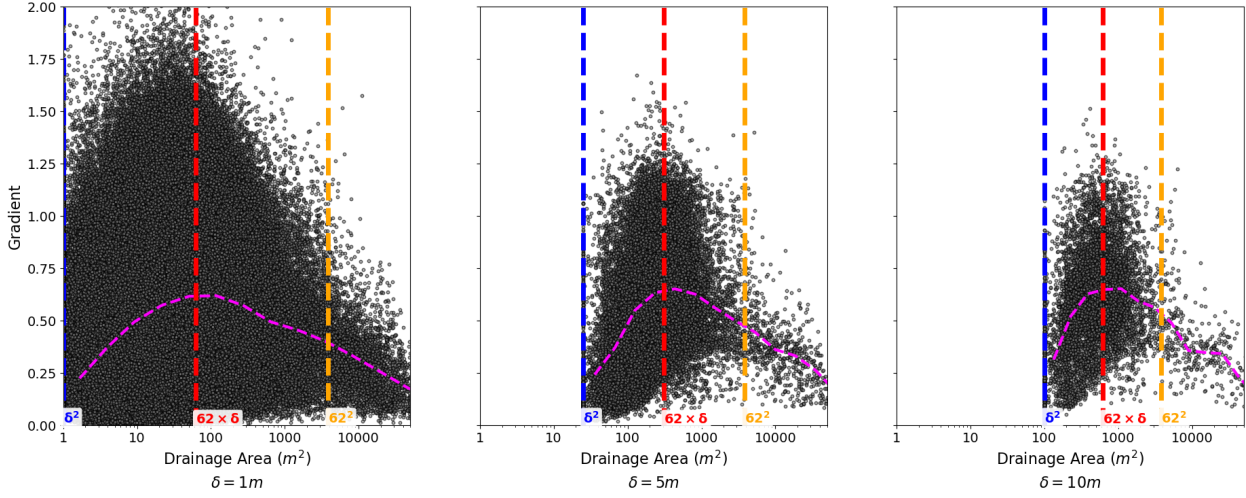 Gradient
2.00
1.75
1.50
1.25
1.00
0.75
0.50
0.25
0.00
δ²
62 × δ
62²
1 10 100 1000 10000
Drainage Area (m²)
δ = 1m
δ²
62 × δ
62²
1 10 100 1000 10000
Drainage Area (m²)
δ = 5m
δ²
62 × δ
62²
1 10 100 1000 10000
Drainage Area (m²)
δ = 10m